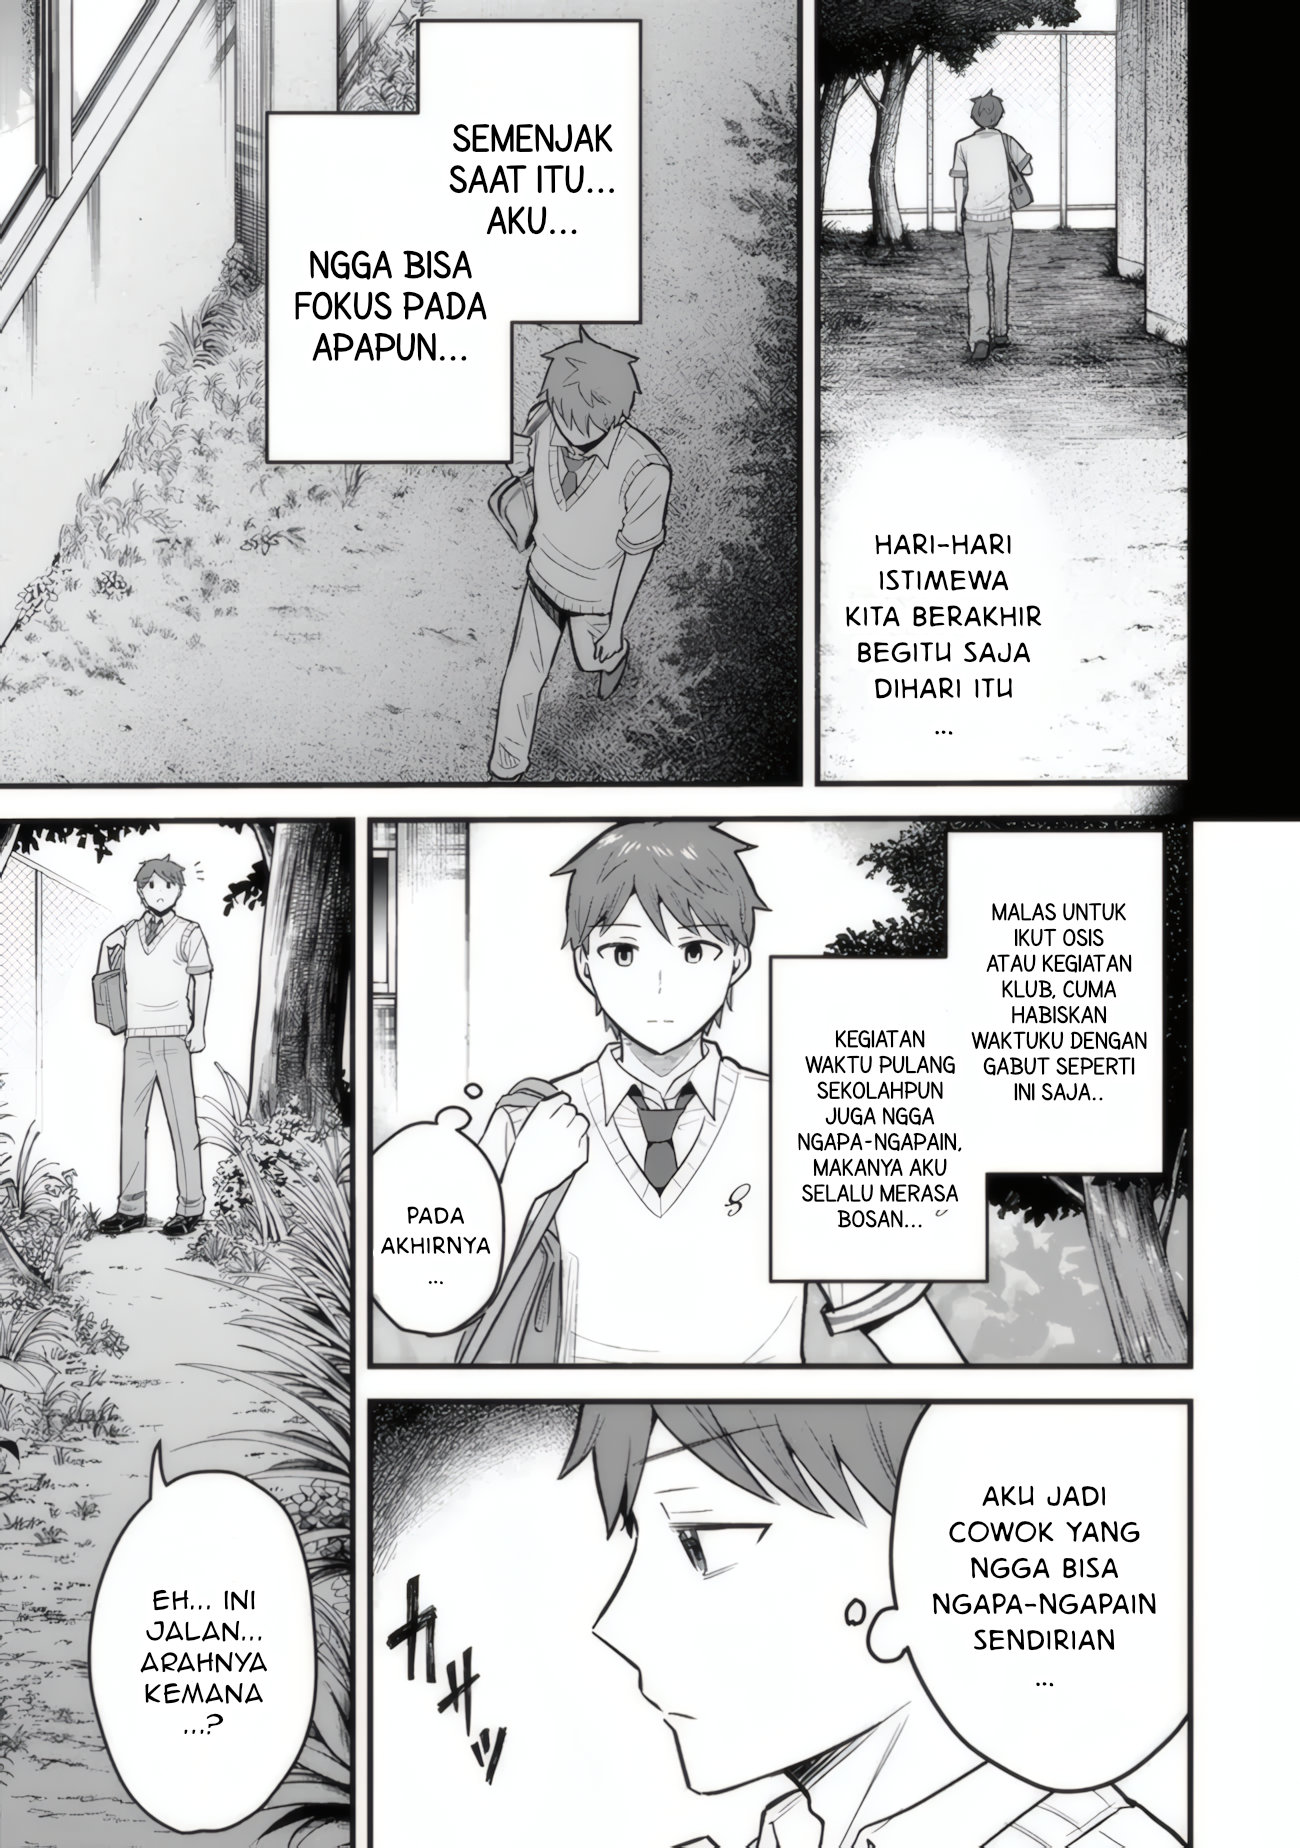 HARI-HARI
ISTIMEWA
KITA BERAKHIR
BEGITU SAJA
DIHARI ITU
...
SEMENJAK
SAAT ITU...
AKU...
NGGA BISA
FOKUS PADA
APAPUN...
MALAS UNTUK
IKUT OSIS
ATAU KEGIATAN
KLUB, CUMA
HABISKAN
WAKTUKU DENGAN
GABUT SEPERTI
INI SAJA..
KEGIATAN
WAKTU PULANG
SEKOLAHPUN
JUGA NGGA
NGAPA-NGAPAIN,
MAKANYA AKU
SELALU MERASA
BOSAN...
PADA
AKHIRNYA
...
AKU JADI
COWOK YANG
NGGA BISA
NGAPA-NGAPAIN
SENDIRIAN
...
ガサッ
EH... INI
JALAN...
ARAHNYA
KEMANA
...?